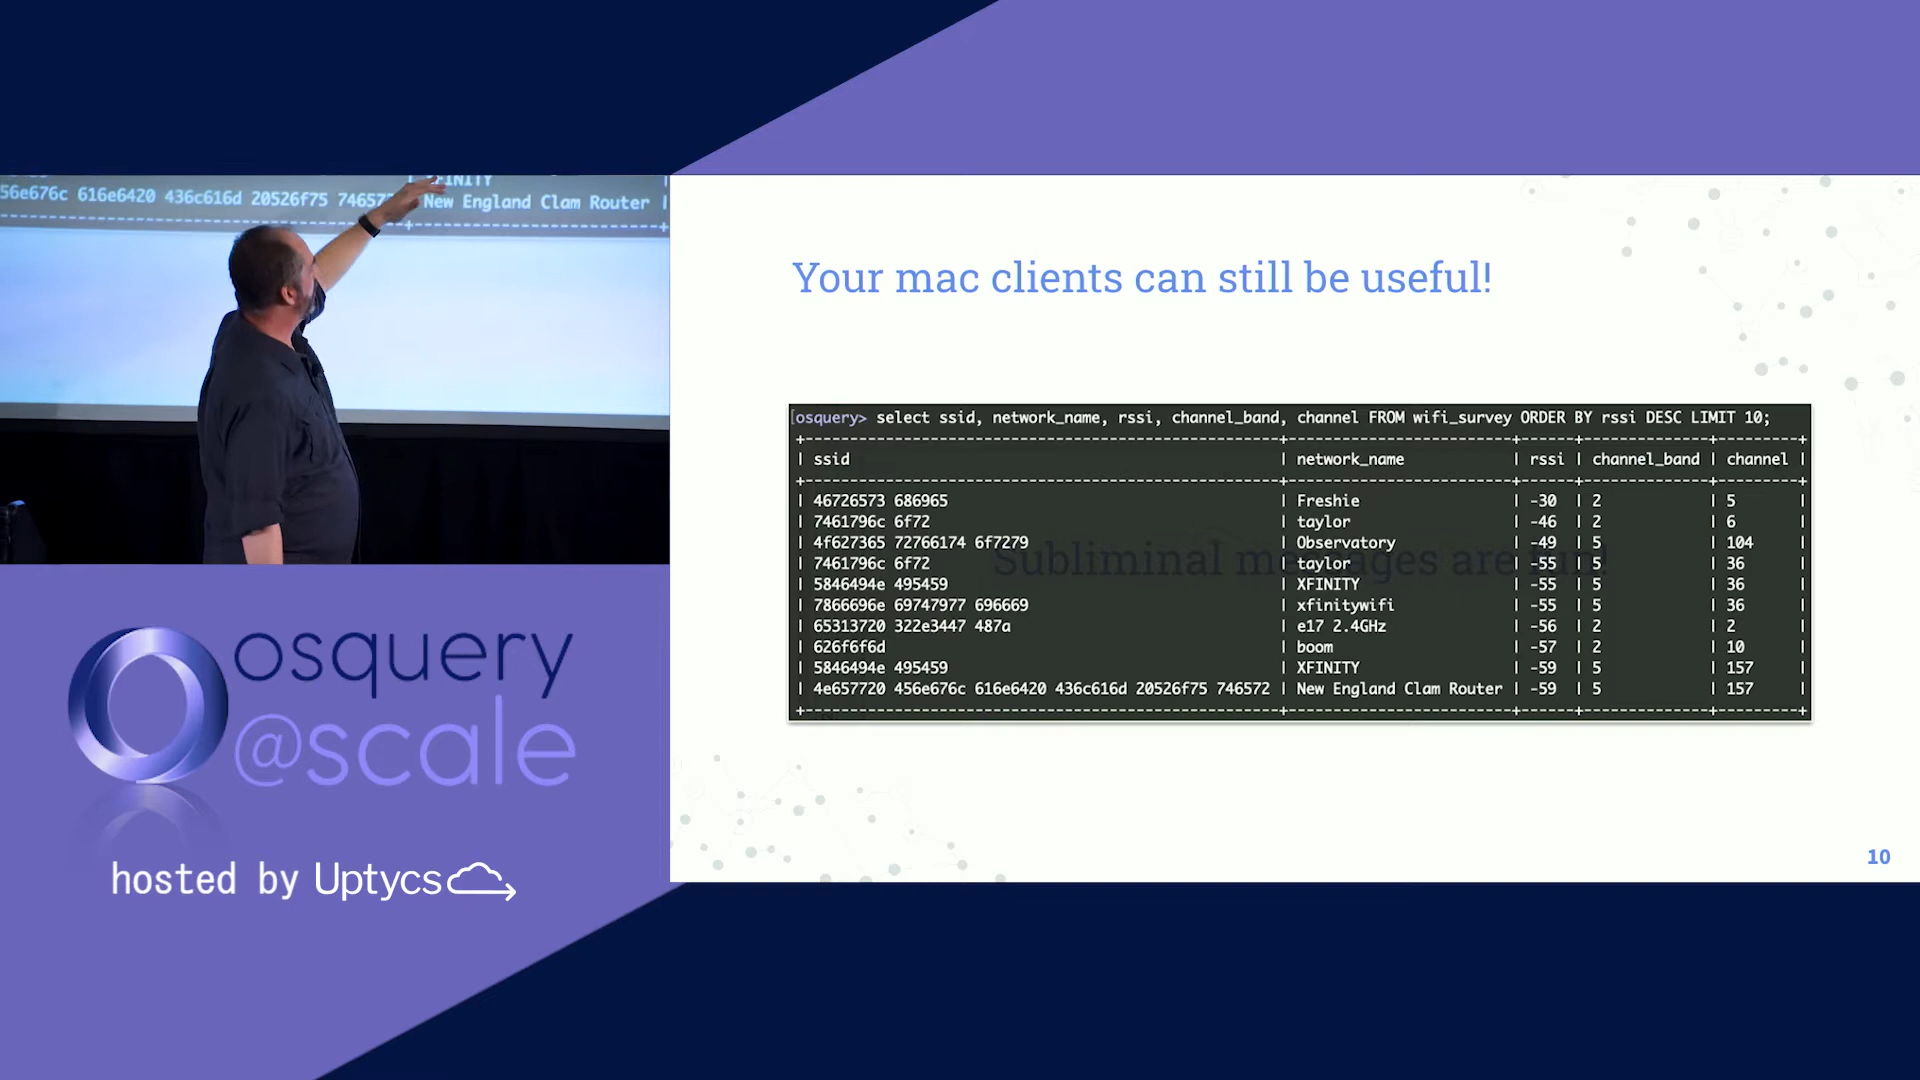 FINITY |
56e676c 616e6420 436c616d 20526f75 74657 New England Clam Router |
Your mac clients can still be useful!
[osquery> select ssid, network_name, rssi, channel_band, channel FROM wifi_survey ORDER BY rssi DESC LIMIT 10;
| ssid | network_name | rssi | channel_band | channel |
| 46726573 686965 | Freshie | -30 | 2 | 5 |
| 7461796c 6f72 | taylor | -46 | 2 | 6 |
| 4f627365 72766174 6f7279 | Observatory | -49 | 5 | 104 |
| 7461796c 6f72 | taylor | -55 | 5 | 36 |
| 5846494e 495459 | XFINITY | -55 | 5 | 36 |
| 7866696e 69747977 696669 | xfinitywifi | -55 | 5 | 36 |
| 65313720 322e3447 487a | e17 2.4GHz | -56 | 2 | 2 |
| 626f6f6d | boom | -57 | 2 | 10 |
| 5846494e 495459 | XFINITY | -59 | 5 | 157 |
| 4e657720 456e676c 616e6420 436c616d 20526f75 746572 | New England Clam Router | -59 | 5 | 157 |
Subliminal messages are fun!
10
osquery
@scale
hosted by Uptycs